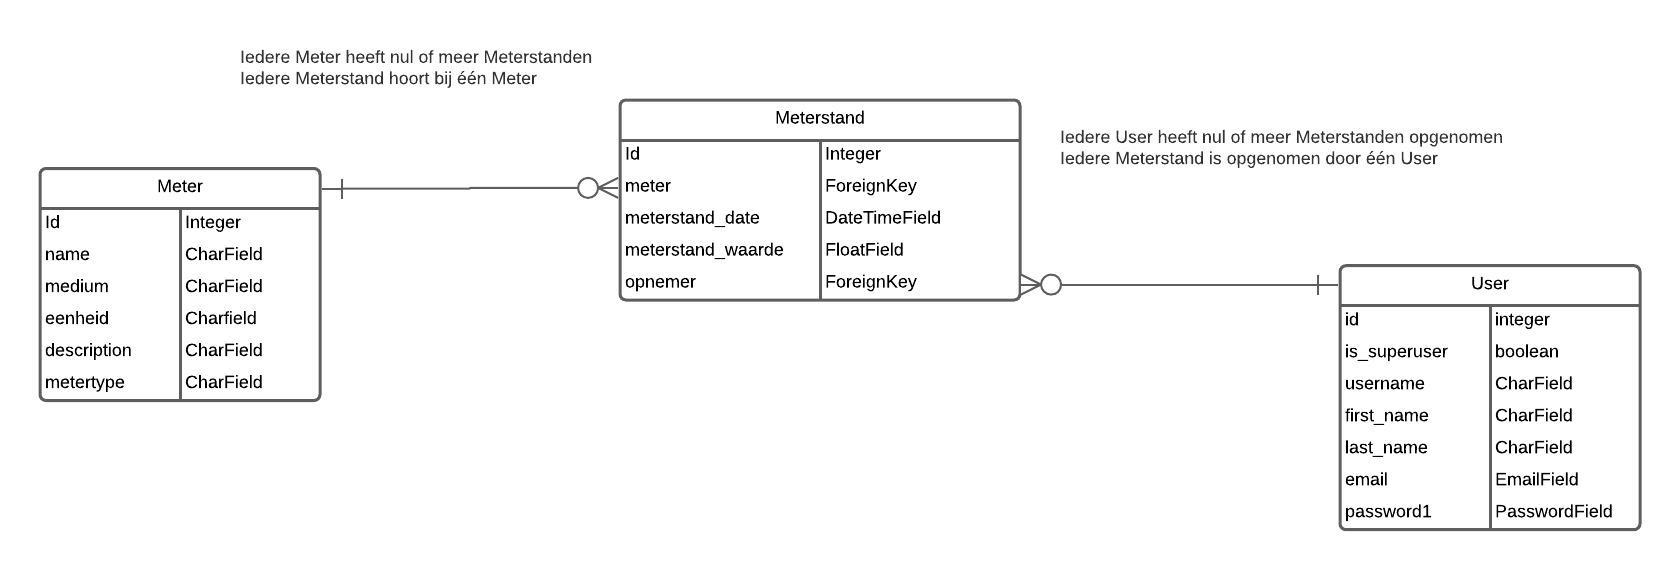 Iedere Meter heeft nul of meer Meterstanden
Iedere Meterstand hoort bij één Meter
Meter
Id Integer
name CharField
medium CharField
eenheid Charfield
description CharField
metertype CharField
Meterstand
Id Integer
meter ForeignKey
meterstand_date DateTimeField
meterstand_waarde FloatField
opnemer ForeignKey
Iedere User heeft nul of meer Meterstanden opgenomen
Iedere Meterstand is opgenomen door één User
User
id integer
is_superuser boolean
username CharField
first_name CharField
last_name CharField
email EmailField
password1 PasswordField